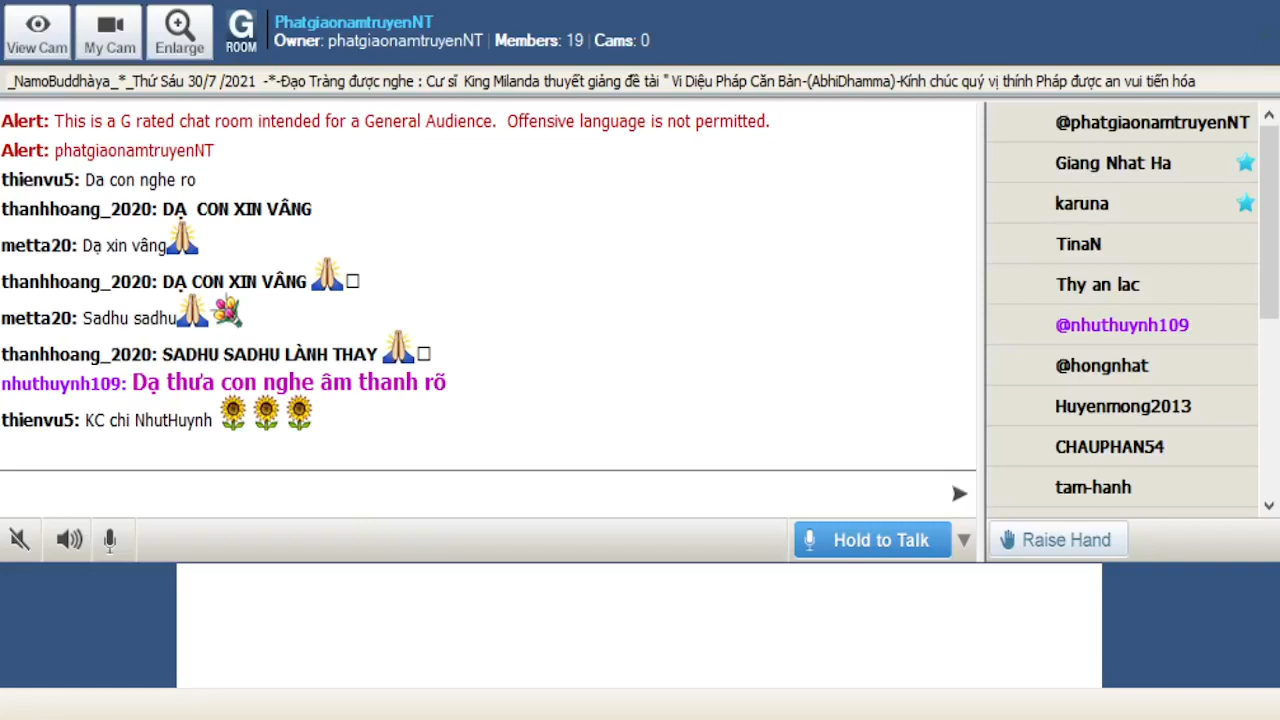 View Cam
My Cam
Enlarge
G
ROOM
PhatgiaonamtruyenNT
Owner: phatgiaonamtruyenNT | Members: 19 | Cams: 0
_NamoBuddhàya_*_Thứ Sáu 30/7 /2021 -*-Đạo Tràng được nghe : Cư sĩ King Milanda thuyết giảng đề tài " Vi Diệu Pháp Căn Bản-(AbhiDhamma)-Kính chúc quý vị thính Pháp được an vui tiến hóa
Alert: This is a G rated chat room intended for a General Audience. Offensive language is not permitted.
Alert: phatgiaonamtruyenNT
thienvu5: Da con nghe ro
thanhhoang_2020: DẠ CON XIN VÂNG
metta20: Dạ xin vâng
thanhhoang_2020: DẠ CON XIN VÂNG
metta20: Sadhu sadhu
thanhhoang_2020: SADHU SADHU LÀNH THAY
nhuthuynh109: Dạ thưa con nghe âm thanh rõ
thienvu5: KC chi NhutHuynh
@phatgiaonamtruyenNT
Giang Nhat Ha
karuna
TinaN
Thy an lac
@nhuthuynh109
@hongnhat
Huyenmong2013
CHAUPHAN54
tam-hanh
Hold to Talk
Raise Hand